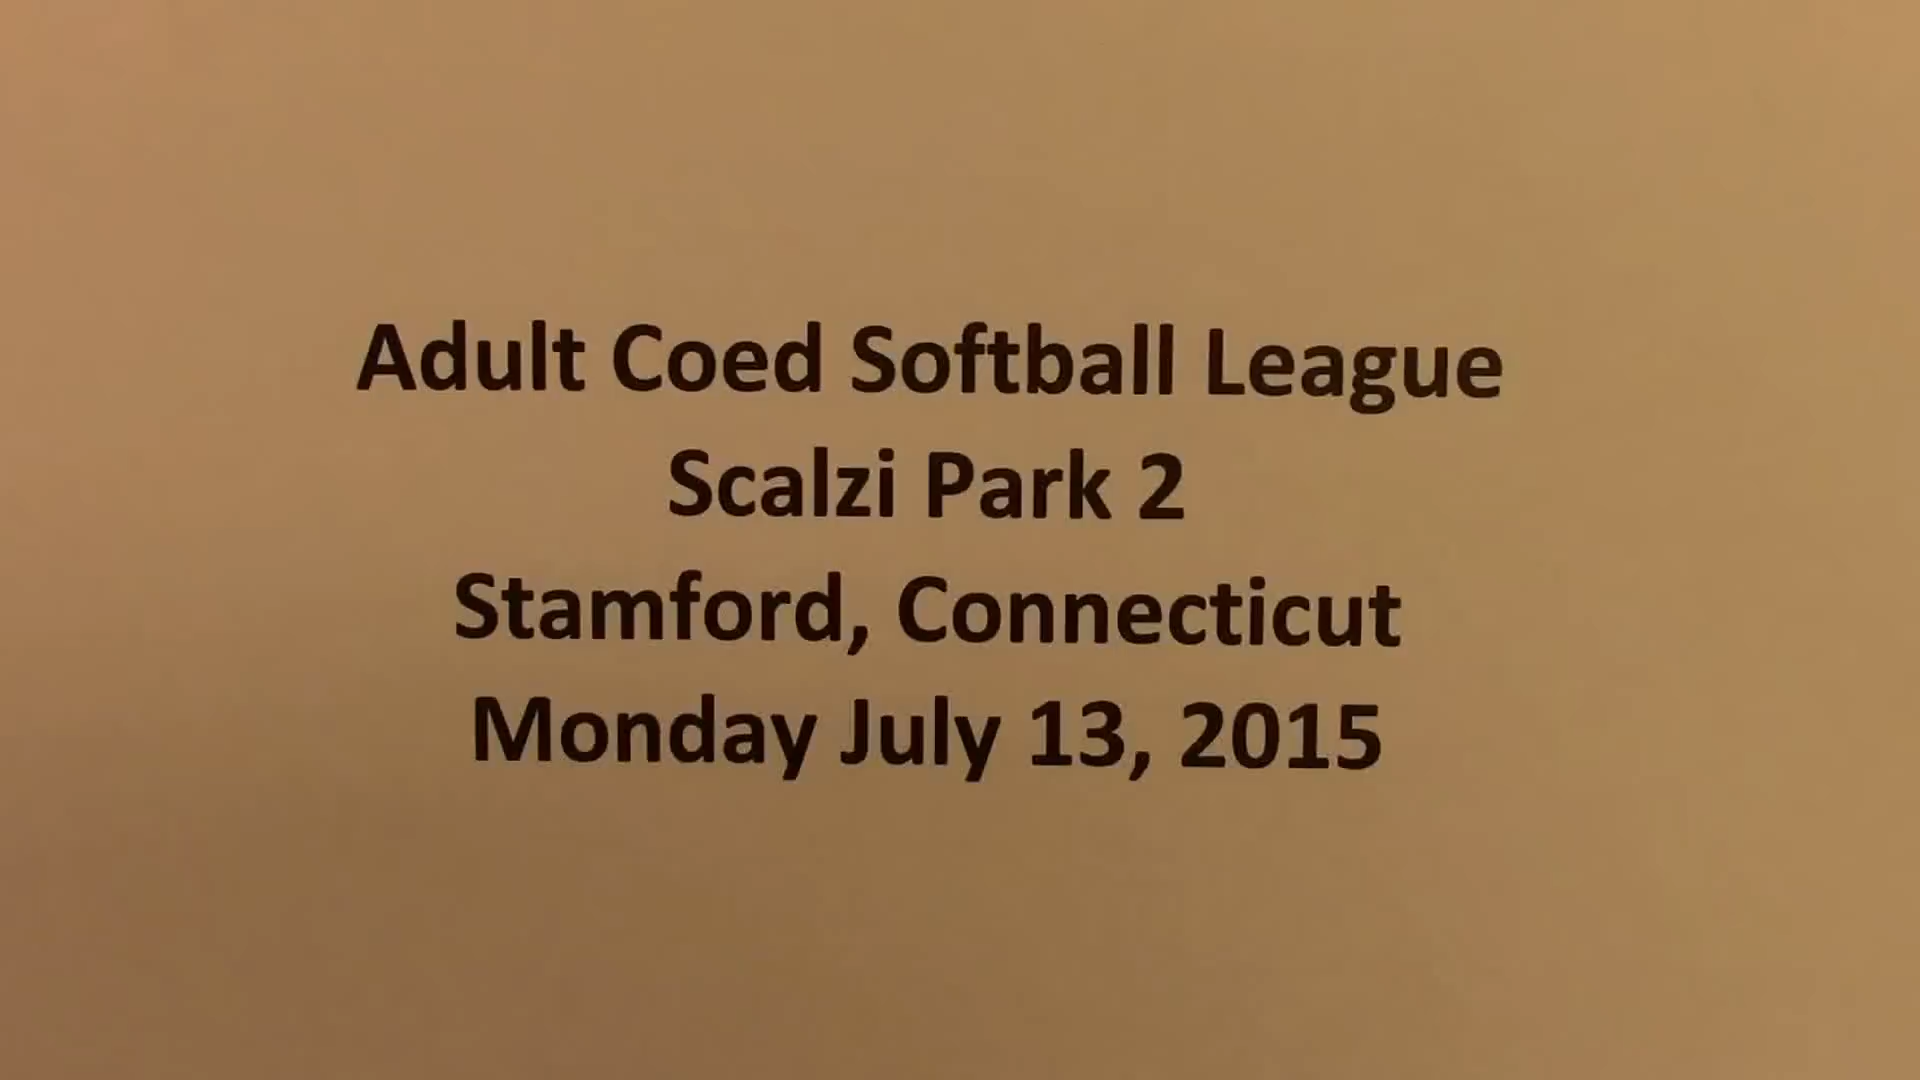 Adult Coed Softball League
Scalzi Park 2
Stamford, Connecticut
Monday July 13, 2015